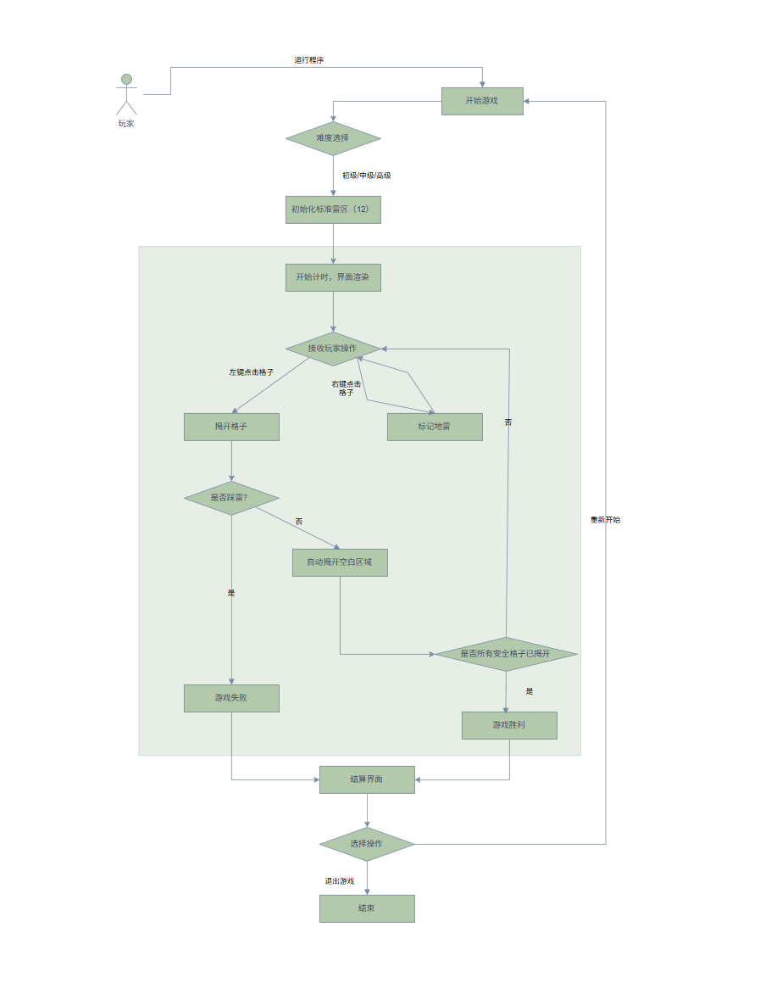 运行程序
开始游戏
玩家
难度选择
初级/中级/高级
初始化标准雷区（12）
开始计时，界面渲染
接收玩家操作
左键点击格子
右键点击
格子
揭开格子
标记地雷
否
是否踩雷？
否
重新开始
自动揭开空白区域
是
是否所有安全格子已揭开
是
游戏失败
游戏胜利
结算界面
选择操作
退出游戏
结束